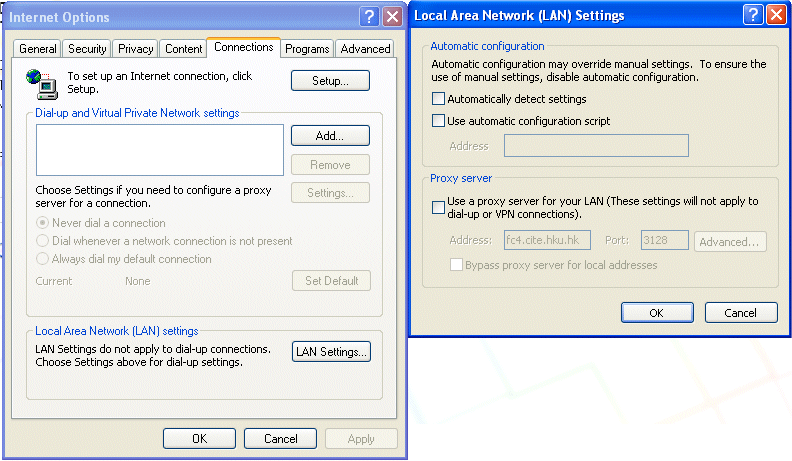 Internet Options
General Security Privacy Content Connections Programs Advanced
To set up an Internet connection, click
Setup.
Setup...
Dial-up and Virtual Private Network settings
Add...
Remove
Choose Settings if you need to configure a proxy
server for a connection.
Settings...
Never dial a connection
Dial whenever a network connection is not present
Always dial my default connection
Current None
Set Default
Local Area Network (LAN) settings
LAN Settings do not apply to dial-up connections.
Choose Settings above for dial-up settings.
LAN Settings...
OK Cancel Apply
Local Area Network (LAN) Settings
Automatic configuration
Automatic configuration may override manual settings. To ensure the
use of manual settings, disable automatic configuration.
Automatically detect settings
Use automatic configuration script
Address
Proxy server
Use a proxy server for your LAN (These settings will not apply to
dial-up or VPN connections).
Address: fc4.cite.hku.hk Port: 3128 Advanced...
Bypass proxy server for local addresses
OK Cancel